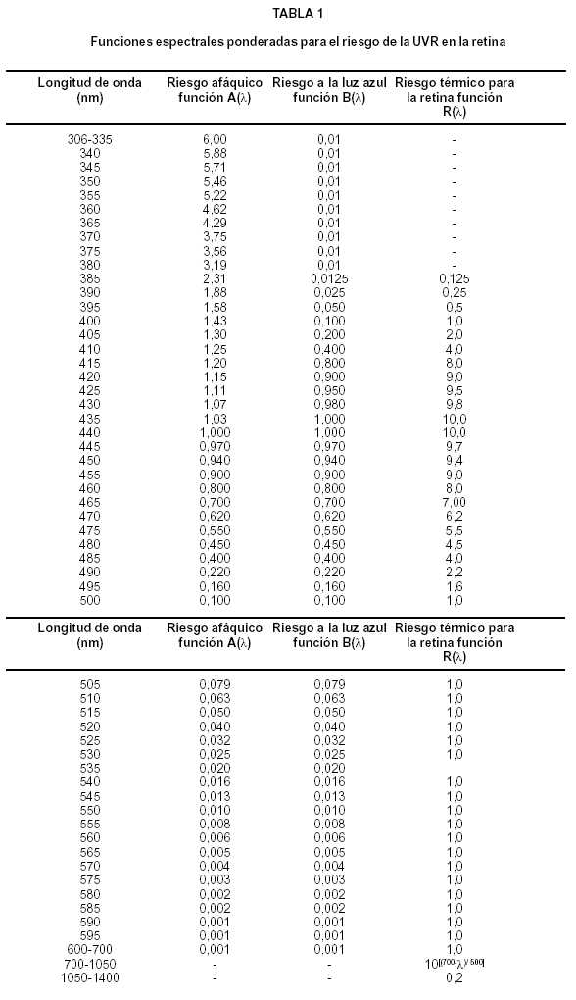 TABLA 1
Funciones espectrales ponderadas para el riesgo de la UVR en la retina
Longitud de onda Riesgo afáquico Riesgo a la luz azul Riesgo térmico para
(nm) función A(λ) función B(λ) la retina función
R(λ)
306-335 6,00 0,01 -
340 5,88 0,01 -
345 5,71 0,01 -
350 5,46 0,01 -
355 5,22 0,01 -
360 4,62 0,01 -
365 4,29 0,01 -
370 3,75 0,01 -
375 3,56 0,01 -
380 3,19 0,01 -
385 2,31 0.0125 0,125
390 1,88 0,025 0,25
395 1,58 0,050 0,5
400 1,43 0,100 1,0
405 1,30 0,200 2,0
410 1,25 0,400 4,0
415 1,20 0,800 8,0
420 1,15 0,900 9,0
425 1,11 0,950 9,5
430 1,07 0,980 9,8
435 1,03 1,000 10,0
440 1,000 1,000 10,0
445 0,970 0,970 9,7
450 0,940 0,940 9,4
455 0,900 0,900 9,0
460 0,800 0,800 8,0
465 0,700 0,700 7,00
470 0,620 0,620 6,2
475 0,550 0,550 5,5
480 0,450 0,450 4,5
485 0,400 0,400 4,0
490 0,220 0,220 2,2
495 0,160 0,160 1,6
500 0,100 0,100 1,0
Longitud de onda Riesgo afáquico Riesgo a la luz azul Riesgo térmico para
(nm) función A(λ) función B(λ) la retina función
R(λ)
505 0,079 0,079 1,0
510 0,063 0,063 1,0
515 0,050 0,050 1,0
520 0,040 0,040 1,0
525 0,032 0,032 1,0
530 0,025 0,025 1,0
535 0,020 0,020
540 0,016 0,016 1,0
545 0,013 0,013 1,0
550 0,010 0,010 1,0
555 0,008 0,008 1,0
560 0,006 0,006 1,0
565 0,005 0,005 1,0
570 0,004 0,004 1,0
575 0,003 0,003 1,0
580 0,002 0,002 1,0
585 0,002 0,002 1,0
590 0,001 0,001 1,0
595 0,001 0,001 1,0
600-700 0,001 0,001 1,0
700-1050 - - 10[(700-λ)/ 500]
1050-1400 - - 0,2